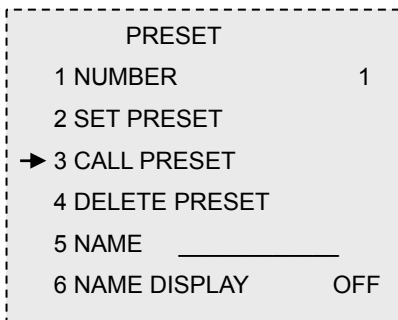 PRESET
1 NUMBER 1
2 SET PRESET
3 CALL PRESET
4 DELETE PRESET
5 NAME ____________
6 NAME DISPLAY OFF